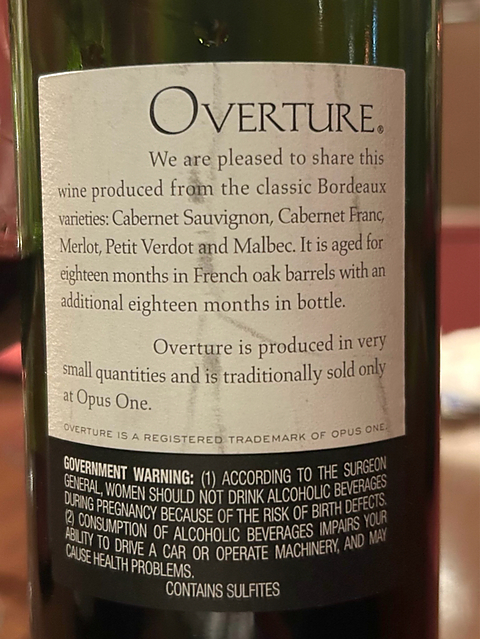 OVERTURE®
We are pleased to share this
wine produced from the classic Bordeaux
varieties: Cabernet Sauvignon, Cabernet Franc,
Merlot, Petit Verdot and Malbec. It is aged for
eighteen months in French oak barrels with an
additional eighteen months in bottle.
Overture is produced in very
small quantities and is traditionally sold only
at Opus One.
OVERTURE IS A REGISTERED TRADEMARK OF OPUS ONE.
GOVERNMENT WARNING: (1) ACCORDING TO THE SURGEON
GENERAL, WOMEN SHOULD NOT DRINK ALCOHOLIC BEVERAGES
DURING PREGNANCY BECAUSE OF THE RISK OF BIRTH DEFECTS.
(2) CONSUMPTION OF ALCOHOLIC BEVERAGES IMPAIRS YOUR
ABILITY TO DRIVE A CAR OR OPERATE MACHINERY, AND MAY
CAUSE HEALTH PROBLEMS.
CONTAINS SULFITES